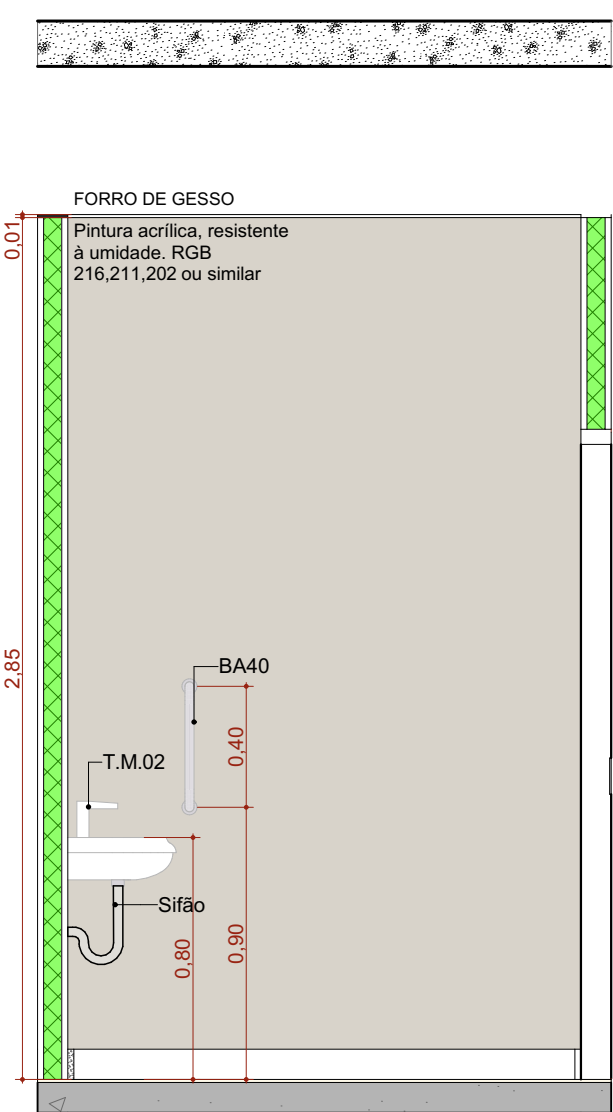 FORRO DE GESSO
0,01
Pintura acrílica, resistente
à umidade. RGB
216,211,202 ou similar
2,85
BA40
0,40
T.M.02
Sifão
0,80
0,90